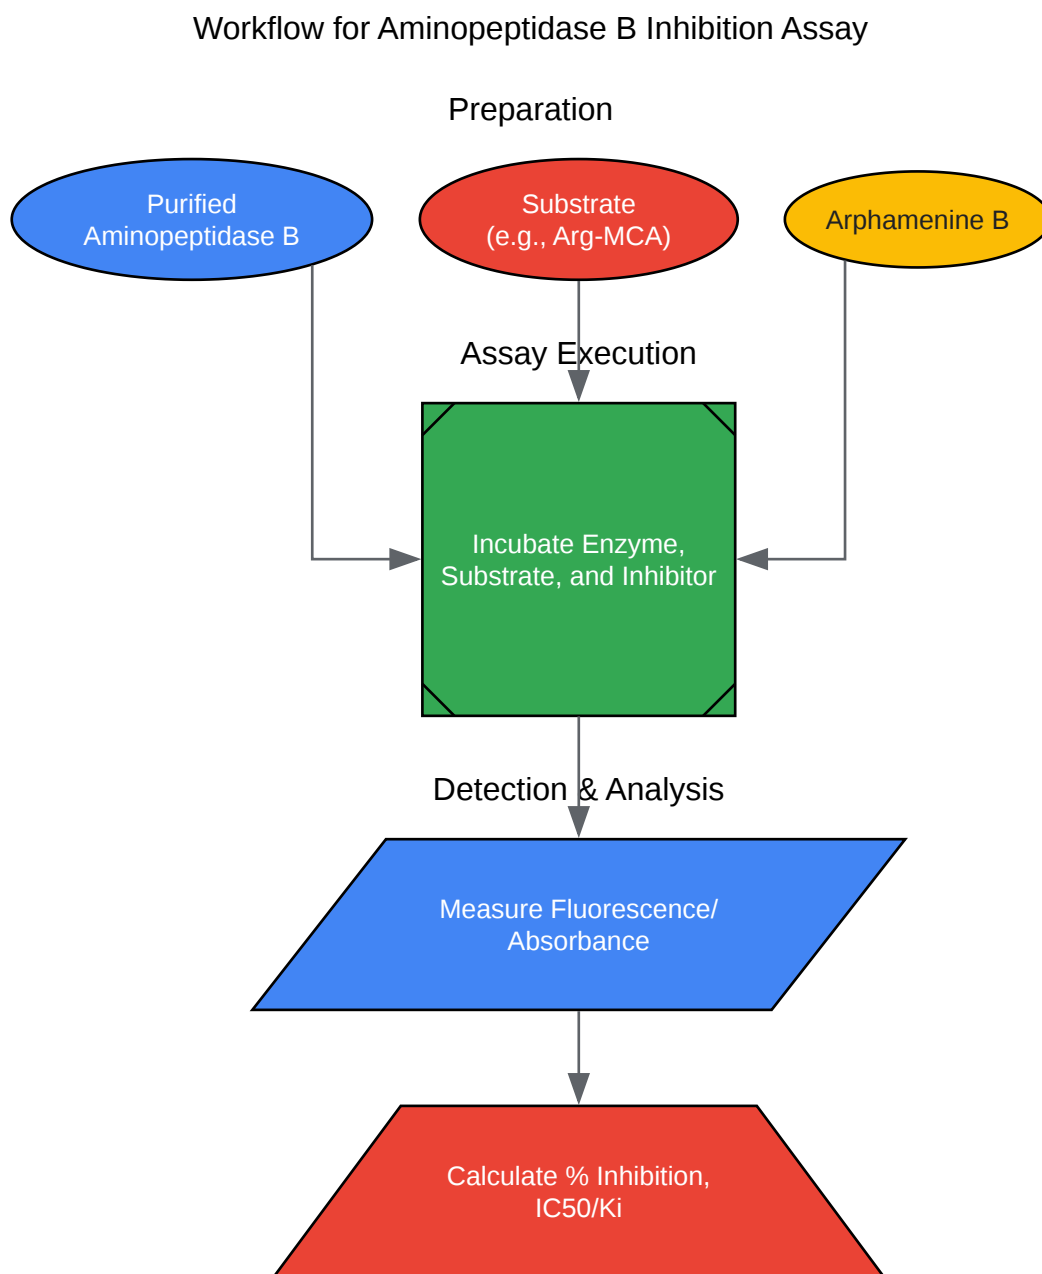 Workflow for Aminopeptidase B Inhibition Assay
Preparation
Purified
Aminopeptidase B
Substrate
(e.g., Arg-MCA)
Arphamenine B
Assay Execution
Incubate Enzyme,
Substrate, and Inhibitor
Detection & Analysis
Measure Fluorescence/
Absorbance
Calculate % Inhibition,
IC50/Ki